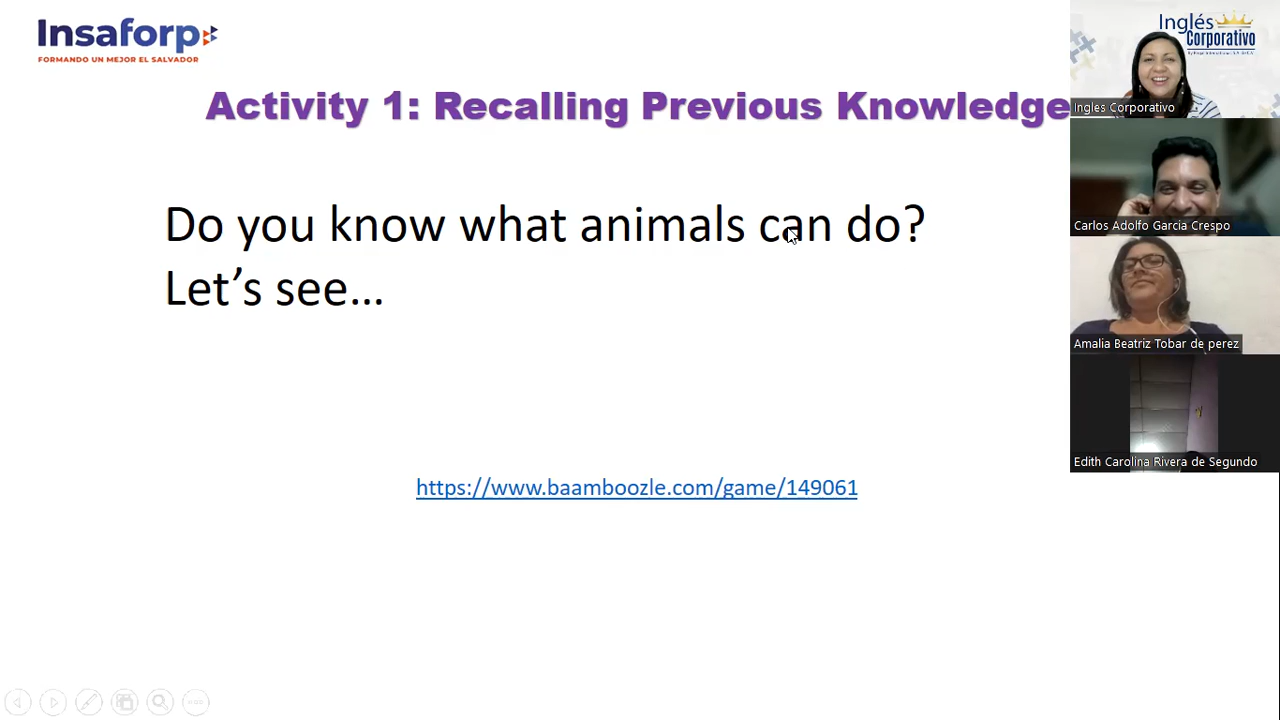 Insaforp
FORMANDO UN MEJOR EL SALVADOR
Activity 1: Recalling Previous Knowledge
Do you know what animals can do?
Let's see...
https://www.baamboozle.com/game/149061
Inglés
Corporativo
Ingles Corporativo
Carlos Adolfo Garcia Crespo
Amalia Beatriz Tobar de perez
Edith Carolina Rivera de Segundo